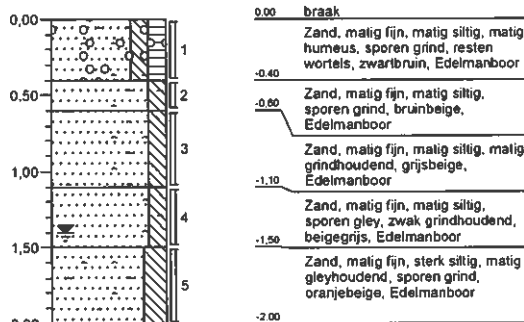 0,00
0,50
1,00
1,50
2,00
1
2
3
4
5
0.00 braak
Zand, matig fijn, matig siltig, matig
humeus, sporen grind, resten
wortels, zwartbruin, Edelmanboor
-0.40
Zand, matig fijn, matig siltig,
sporen grind, bruinbeige,
Edelmanboor
-0.60
Zand, matig fijn, matig siltig, matig
grindhoudend, grijsbeige,
Edelmanboor
-1,10
Zand, matig fijn, matig siltig,
sporen gley, zwak grindhoudend,
beigegrijs, Edelmanboor
-1,50
Zand, matig fijn, sterk siltig, matig
gleyhoudend, sporen grind,
oranjebeige, Edelmanboor
-2.00